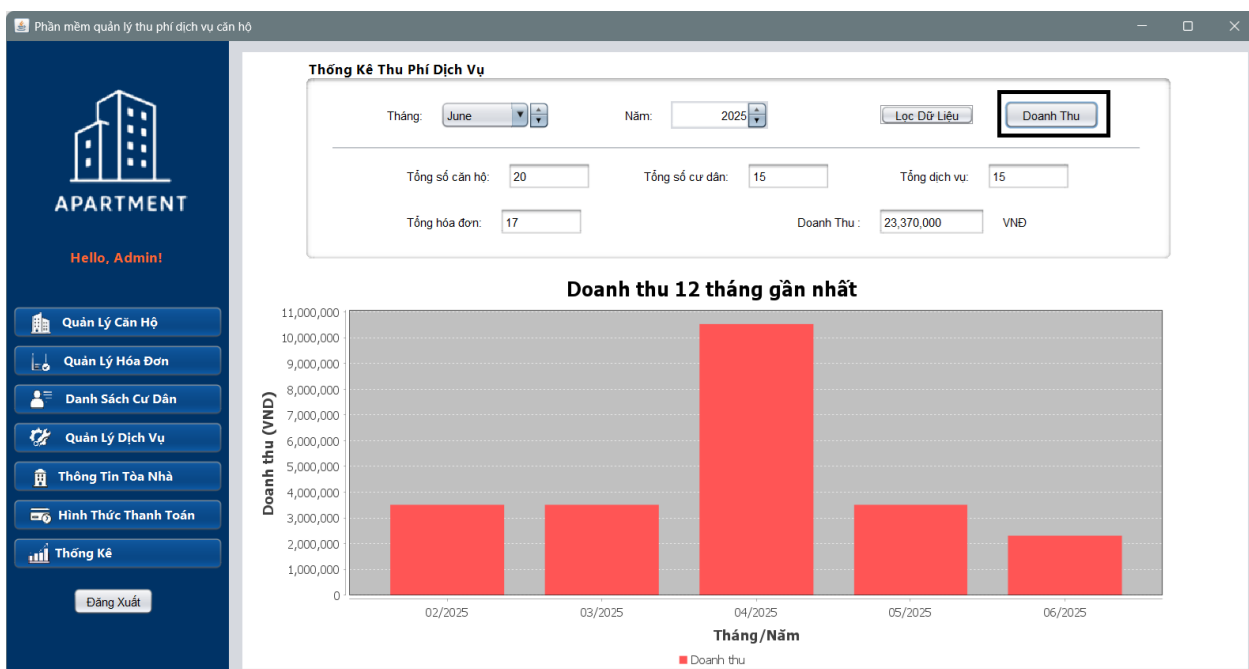 Phần mềm quản lý thu phí dịch vụ căn hộ
APARTMENT
Hello, Admin!
Quản Lý Căn Hộ
Quản Lý Hóa Đơn
Danh Sách Cư Dân
Quản Lý Dịch Vụ
Thông Tin Tòa Nhà
Hình Thức Thanh Toán
Thống Kê
Đăng Xuất
Thống Kê Thu Phí Dịch Vụ
Tháng: June Năm: 2025 Lọc Dữ Liệu Doanh Thu
Tổng số căn hộ: 20 Tổng số cư dân: 15 Tổng dịch vụ: 15
Tổng hóa đơn: 17 Doanh Thu : 23,370,000 VNĐ
Doanh thu 12 tháng gần nhất
Doanh thu (VND)
11,000,000
10,000,000
9,000,000
8,000,000
7,000,000
6,000,000
5,000,000
4,000,000
3,000,000
2,000,000
1,000,000
0
02/2025 03/2025 04/2025 05/2025 06/2025
Tháng/Năm
Doanh thu